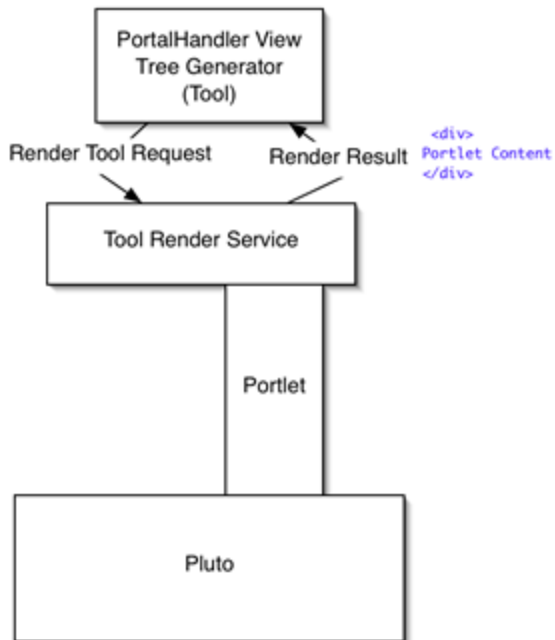 PortalHandler View
Tree Generator
(Tool)
Render Tool Request
Render Result
<div>
Portlet Content
</div>
Tool Render Service
Portlet
Pluto